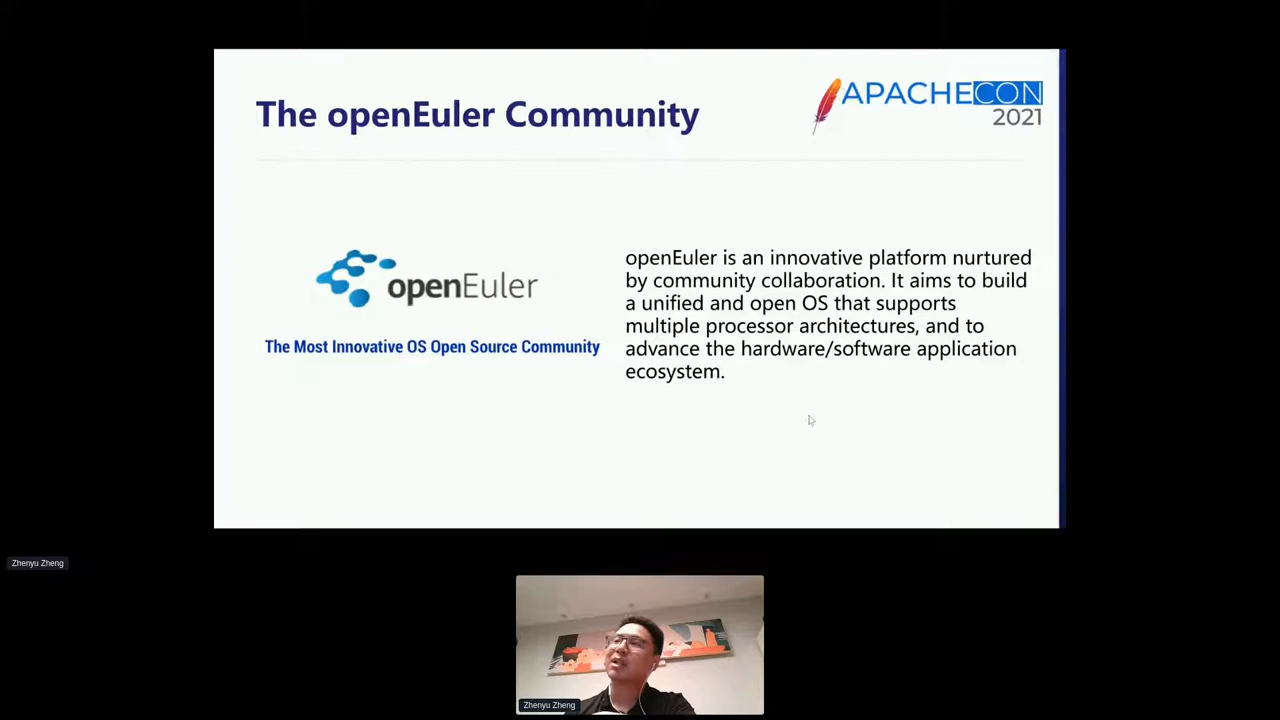 The openEuler Community
APACHECON
2021
openEuler
The Most Innovative OS Open Source Community
openEuler is an innovative platform nurtured
by community collaboration. It aims to build
a unified and open OS that supports
multiple processor architectures, and to
advance the hardware/software application
ecosystem.
Zhenyu Zheng
Zhenyu Zheng